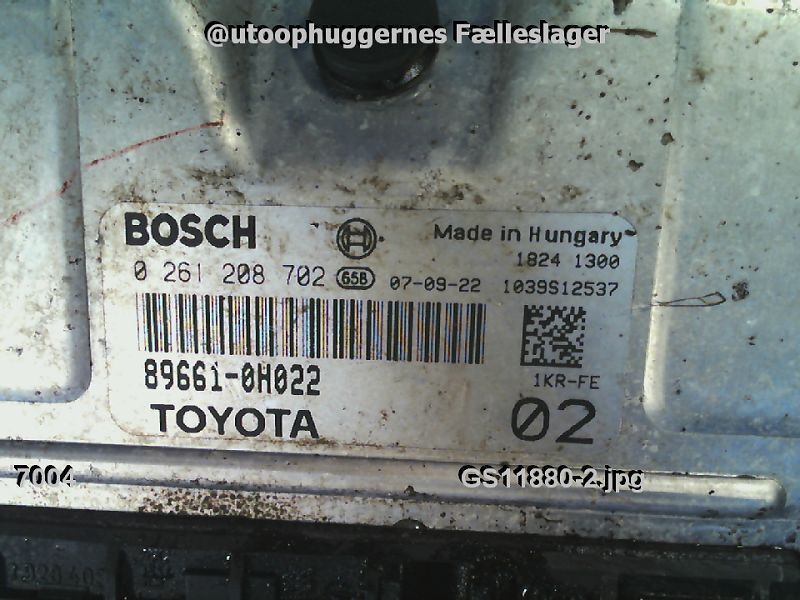 @utoophuggernes Fælleslager
BOSCH Made in Hungary
1824 1300
0 261 208 702 65B 07-09-22 1039S12537
89661-0H022
1KR-FE
TOYOTA 02
7004 GS11880-2.jpg